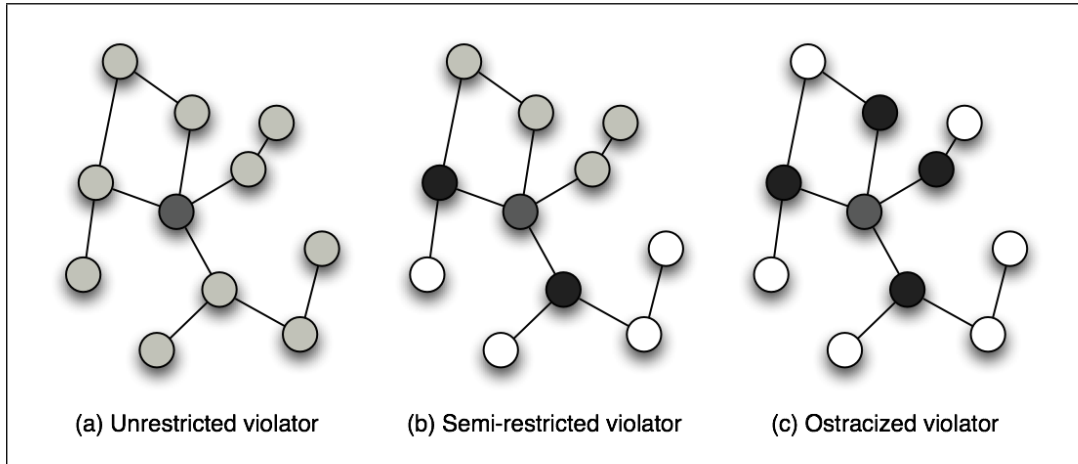 (a) Unrestricted violator
(b) Semi-restricted violator
(c) Ostracized violator